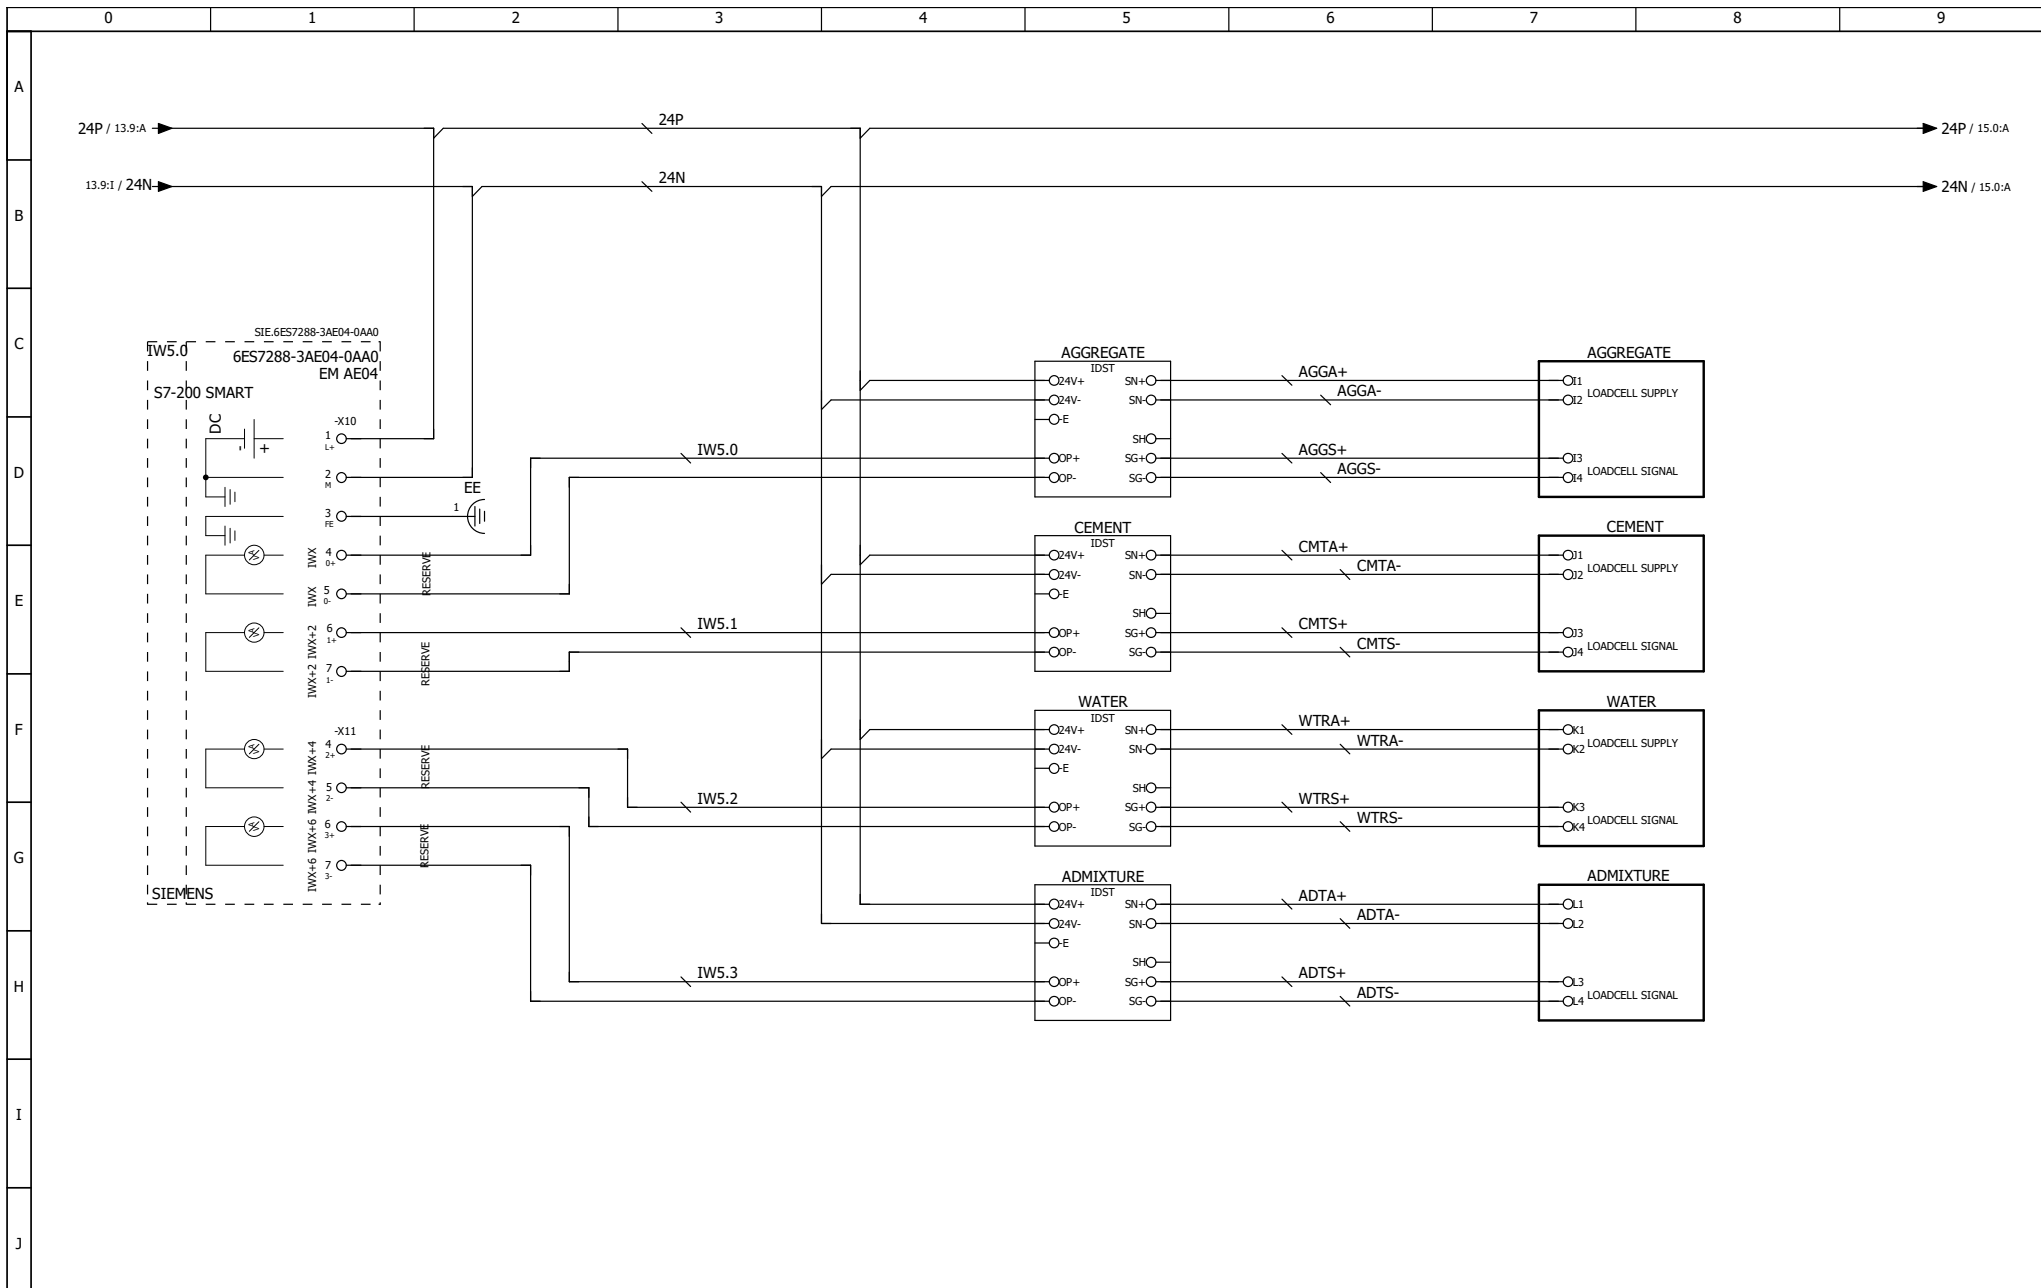 0 1 2 3 4 5 6 7 8 9
A
24P / 13.9:A
24P
24P / 15.0:A
13.9:I / 24N
24N
24N / 15.0:A
B
C
SIE.6ES7288-3AE04-0AA0
IW5.0
6ES7288-3AE04-0AA0
EM AE04
S7-200 SMART
DC
- +
-X10
1
L+
2
M
3
FE
EE
1
IWX 4
0+
IWX 5
0-
RESERVE
IWX+2 6
1+
IWX+2 7
1-
RESERVE
-X11
IWX+4 4
2+
IWX+4 5
2-
RESERVE
IWX+6 6
3+
IWX+6 7
3-
RESERVE
SIEMENS
AGGREGATE
IDST
24V+ SN+
24V- SN-
-E
SH
OP+ SG+
OP- SG-
IW5.0
AGGA+
AGGA-
AGGS+
AGGS-
AGGREGATE
I1
I2
LOADCELL SUPPLY
I3
I4
LOADCELL SIGNAL
D
CEMENT
IDST
24V+ SN+
24V- SN-
-E
SH
OP+ SG+
OP- SG-
IW5.1
CMTA+
CMTA-
CMTS+
CMTS-
CEMENT
J1
J2
LOADCELL SUPPLY
J3
J4
LOADCELL SIGNAL
E
WATER
IDST
24V+ SN+
24V- SN-
-E
SH
OP+ SG+
OP- SG-
IW5.2
WTRA+
WTRA-
WTRS+
WTRS-
WATER
K1
K2
LOADCELL SUPPLY
K3
K4
LOADCELL SIGNAL
F
G
ADMIXTURE
IDST
24V+ SN+
24V- SN-
-E
SH
OP+ SG+
OP- SG-
IW5.3
ADTA+
ADTA-
ADTS+
ADTS-
ADMIXTURE
L1
L2
L3
L4
LOADCELL SIGNAL
H
I
J